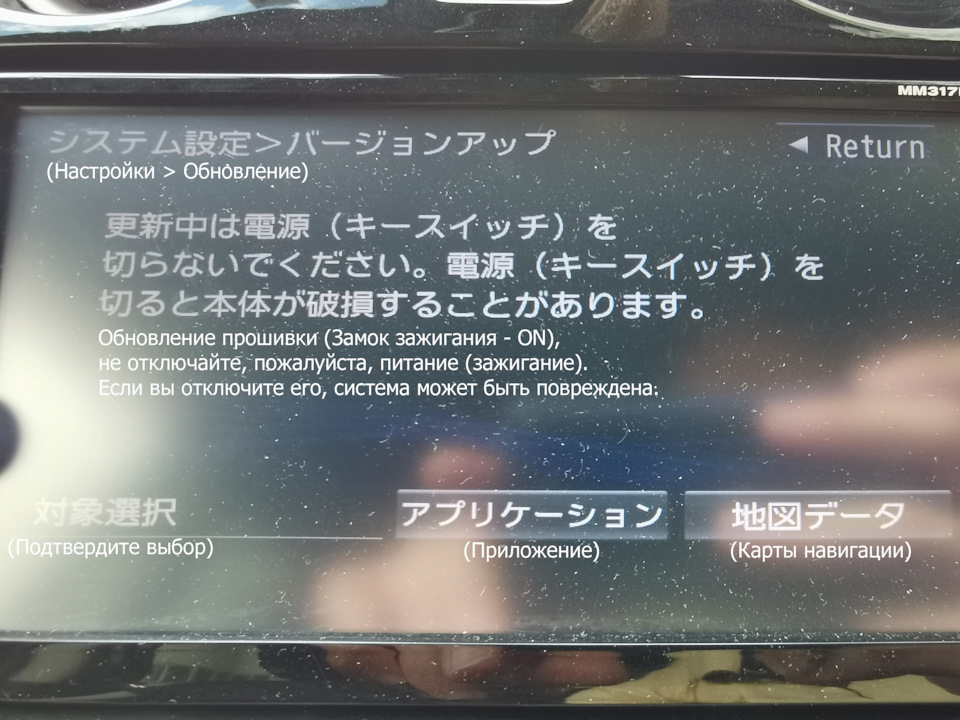 MM317
システム設定>バージョンアップ
Return
(Настройки > Обновление)
更新中は電源（キースイッチ）を
切らないでください。電源（キースイッチ）を
切ると本体が破損することがあります。
Обновление прошивки (Замок зажигания - ON),
не отключайте, пожалуйста, питание (зажигание).
Если вы отключите его, система может быть повреждена.
対象選択
アプリケーション
地図データ
(Подтвердите выбор)
(Приложение)
(Карты навигации)